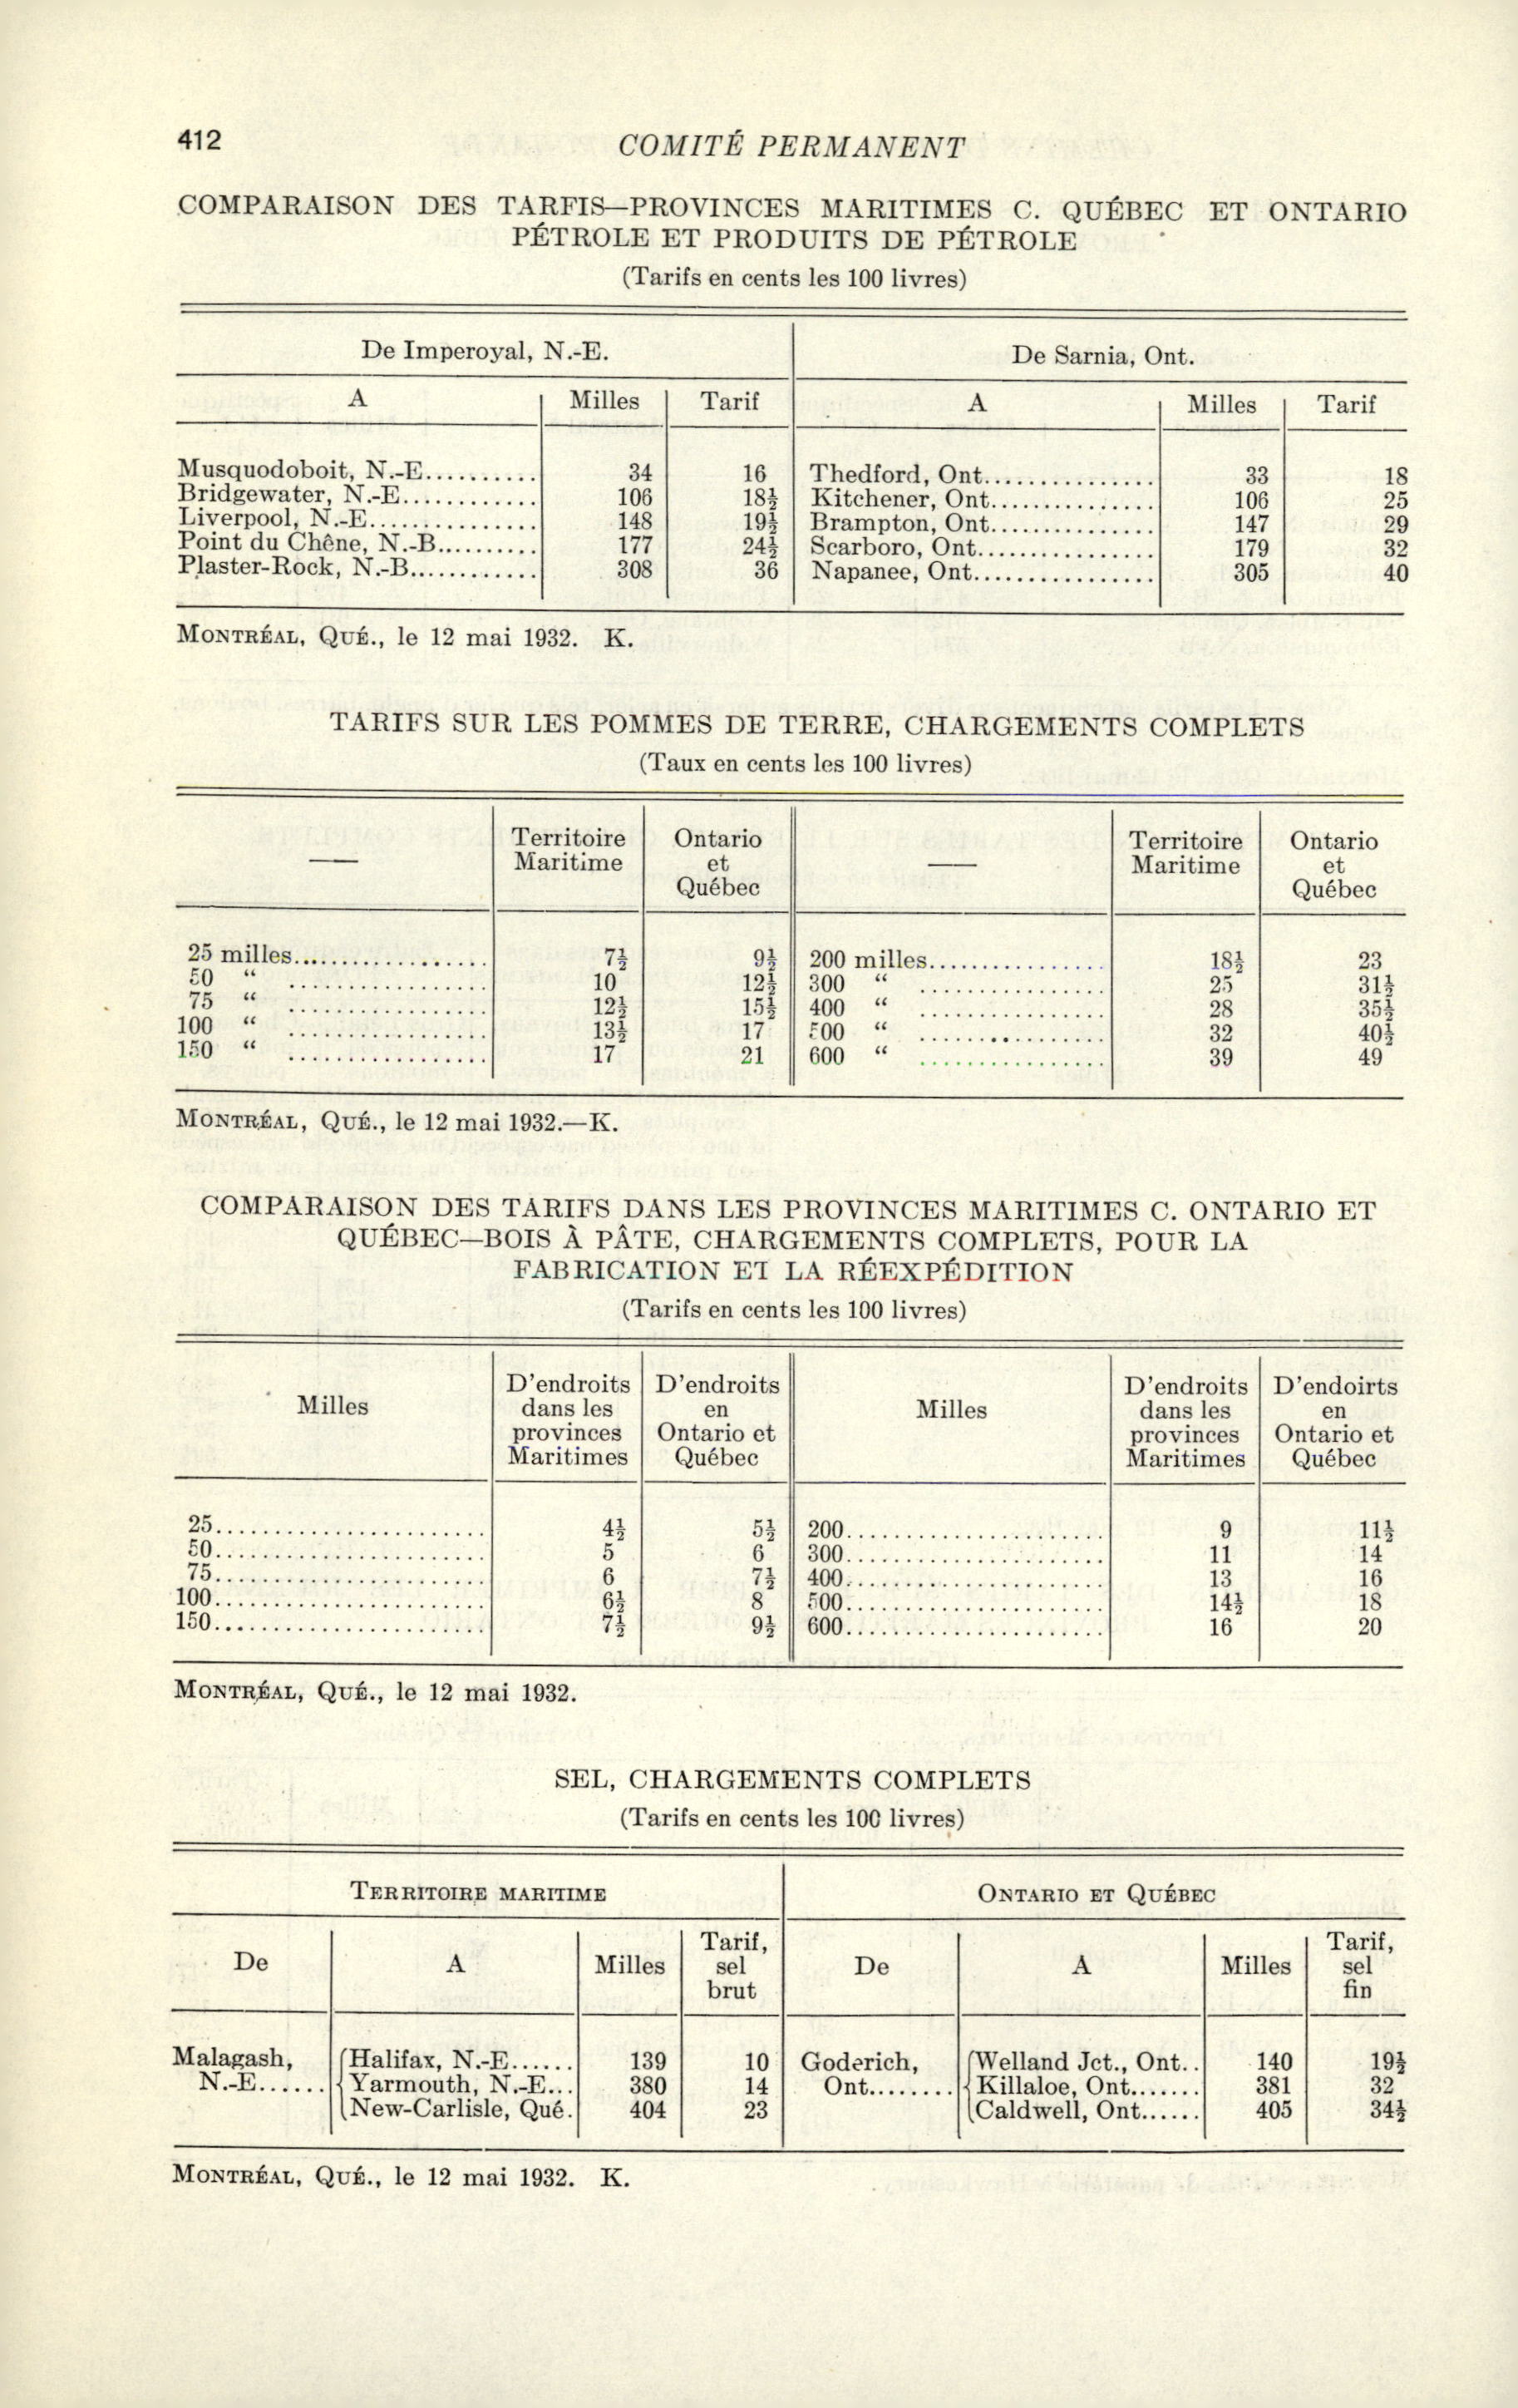 412
COMITÉ PERMANENT
COMPARAISON DES TARFIS—PROVINCES MARITIMES C. QUÉBEC ET ONTARIO
PÉTROLE ET PRODUITS DE PÉTROLE
(Tarifs en cents les 100 livres)
De Imperoyal, N.-E. De Sarnia, Ont.
A Milles Tarif A Milles Tarif
Musquodoboit, N.-E.......... 34 16 Thedford, Ont............... 33 18
Bridgewater, N.-E............ 106 18½ Kitchener, Ont.............. 106 25
Liverpool, N.-E.............. 148 19½ Brampton, Ont.............. 147 29
Point du Chêne, N.-B.......... 177 24½ Scarboro, Ont................ 179 32
Plaster-Rock, N.-B............ 308 36 Napanee, Ont................ 305 40
MONTRÉAL, QUÉ., le 12 mai 1932. K.
TARIFS SUR LES POMMES DE TERRE, CHARGEMENTS COMPLETS
(Taux en cents les 100 livres)
— Territoire Maritime Ontario et Québec — Territoire Maritime Ontario et Québec
25 milles.................. 7½ 9½ 200 milles................ 18½ 23
50 “ ................. 10 12½ 300 “ ................ 25 31½
75 “ ................. 12½ 15½ 400 “ ................ 28 35½
100 “ ................. 13½ 17 500 “ ................ 32 40½
150 “ ................. 17 21 600 “ ................ 39 49
MONTRÉAL, QUÉ., le 12 mai 1932.—K.
COMPARAISON DES TARIFS DANS LES PROVINCES MARITIMES C. ONTARIO ET
QUÉBEC—BOIS À PÂTE, CHARGEMENTS COMPLETS, POUR LA
FABRICATION ET LA RÉEXPÉDITION
(Tarifs en cents les 100 livres)
Milles D'endroits dans les provinces Maritimes D'endroits en Ontario et Québec Milles D'endroits dans les provinces Maritimes D'endoirts en Ontario et Québec
25....................... 4½ 5½ 200...................... 9 11½
50....................... 5 6 300...................... 11 14
75....................... 6 7½ 400...................... 13 16
100....................... 6½ 8 500...................... 14½ 18
150....................... 7½ 9½ 600...................... 16 20
MONTRÉAL, QUÉ., le 12 mai 1932.
SEL, CHARGEMENTS COMPLETS
(Tarifs en cents les 100 livres)
TERRITOIRE MARITIME ONTARIO ET QUÉBEC
De A Milles Tarif, sel brut De A Milles Tarif, sel fin
Malagash, Halifax, N.-E...... 139 10 Goderich, Welland Jct., Ont.. 140 19½
N.-E...... Yarmouth, N.-E... 380 14 Ont........ Killaloe, Ont....... 381 32
New-Carlisle, Qué. 404 23 Caldwell, Ont...... 405 34½
MONTRÉAL, QUÉ., le 12 mai 1932. K.